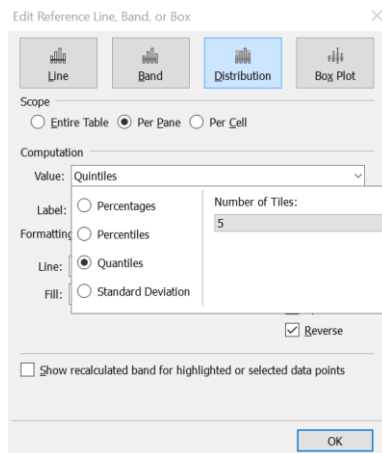 Edit Reference Line, Band, or Box
Line Band Distribution Box Plot
Scope
Entire Table Per Pane Per Cell
Computation
Value: Quintiles
Label: Percentages Number of Tiles:
5
Formatting Percentiles
Line: Quantiles
Fill: Standard Deviation
Reverse
Show recalculated band for highlighted or selected data points
OK